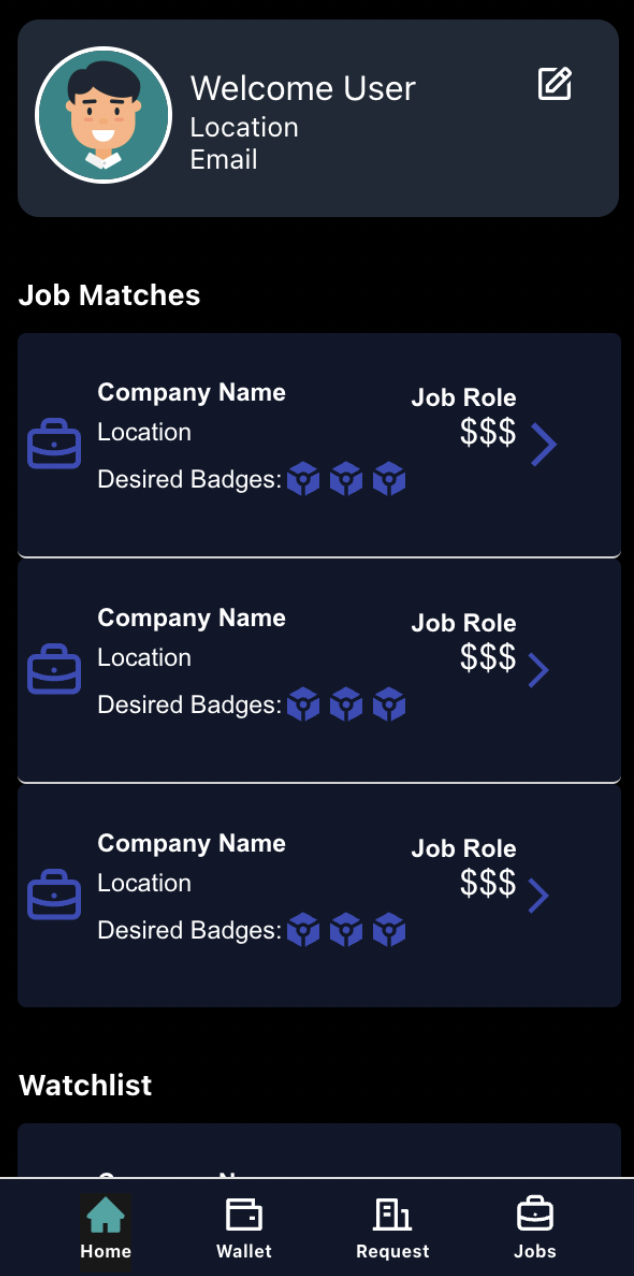 Welcome User
Location
Email
Job Matches
Company Name
Job Role
Location
$$$
Desired Badges:
Company Name
Job Role
Location
$$$
Desired Badges:
Company Name
Job Role
Location
$$$
Desired Badges:
Watchlist
Home
Wallet
Request
Jobs